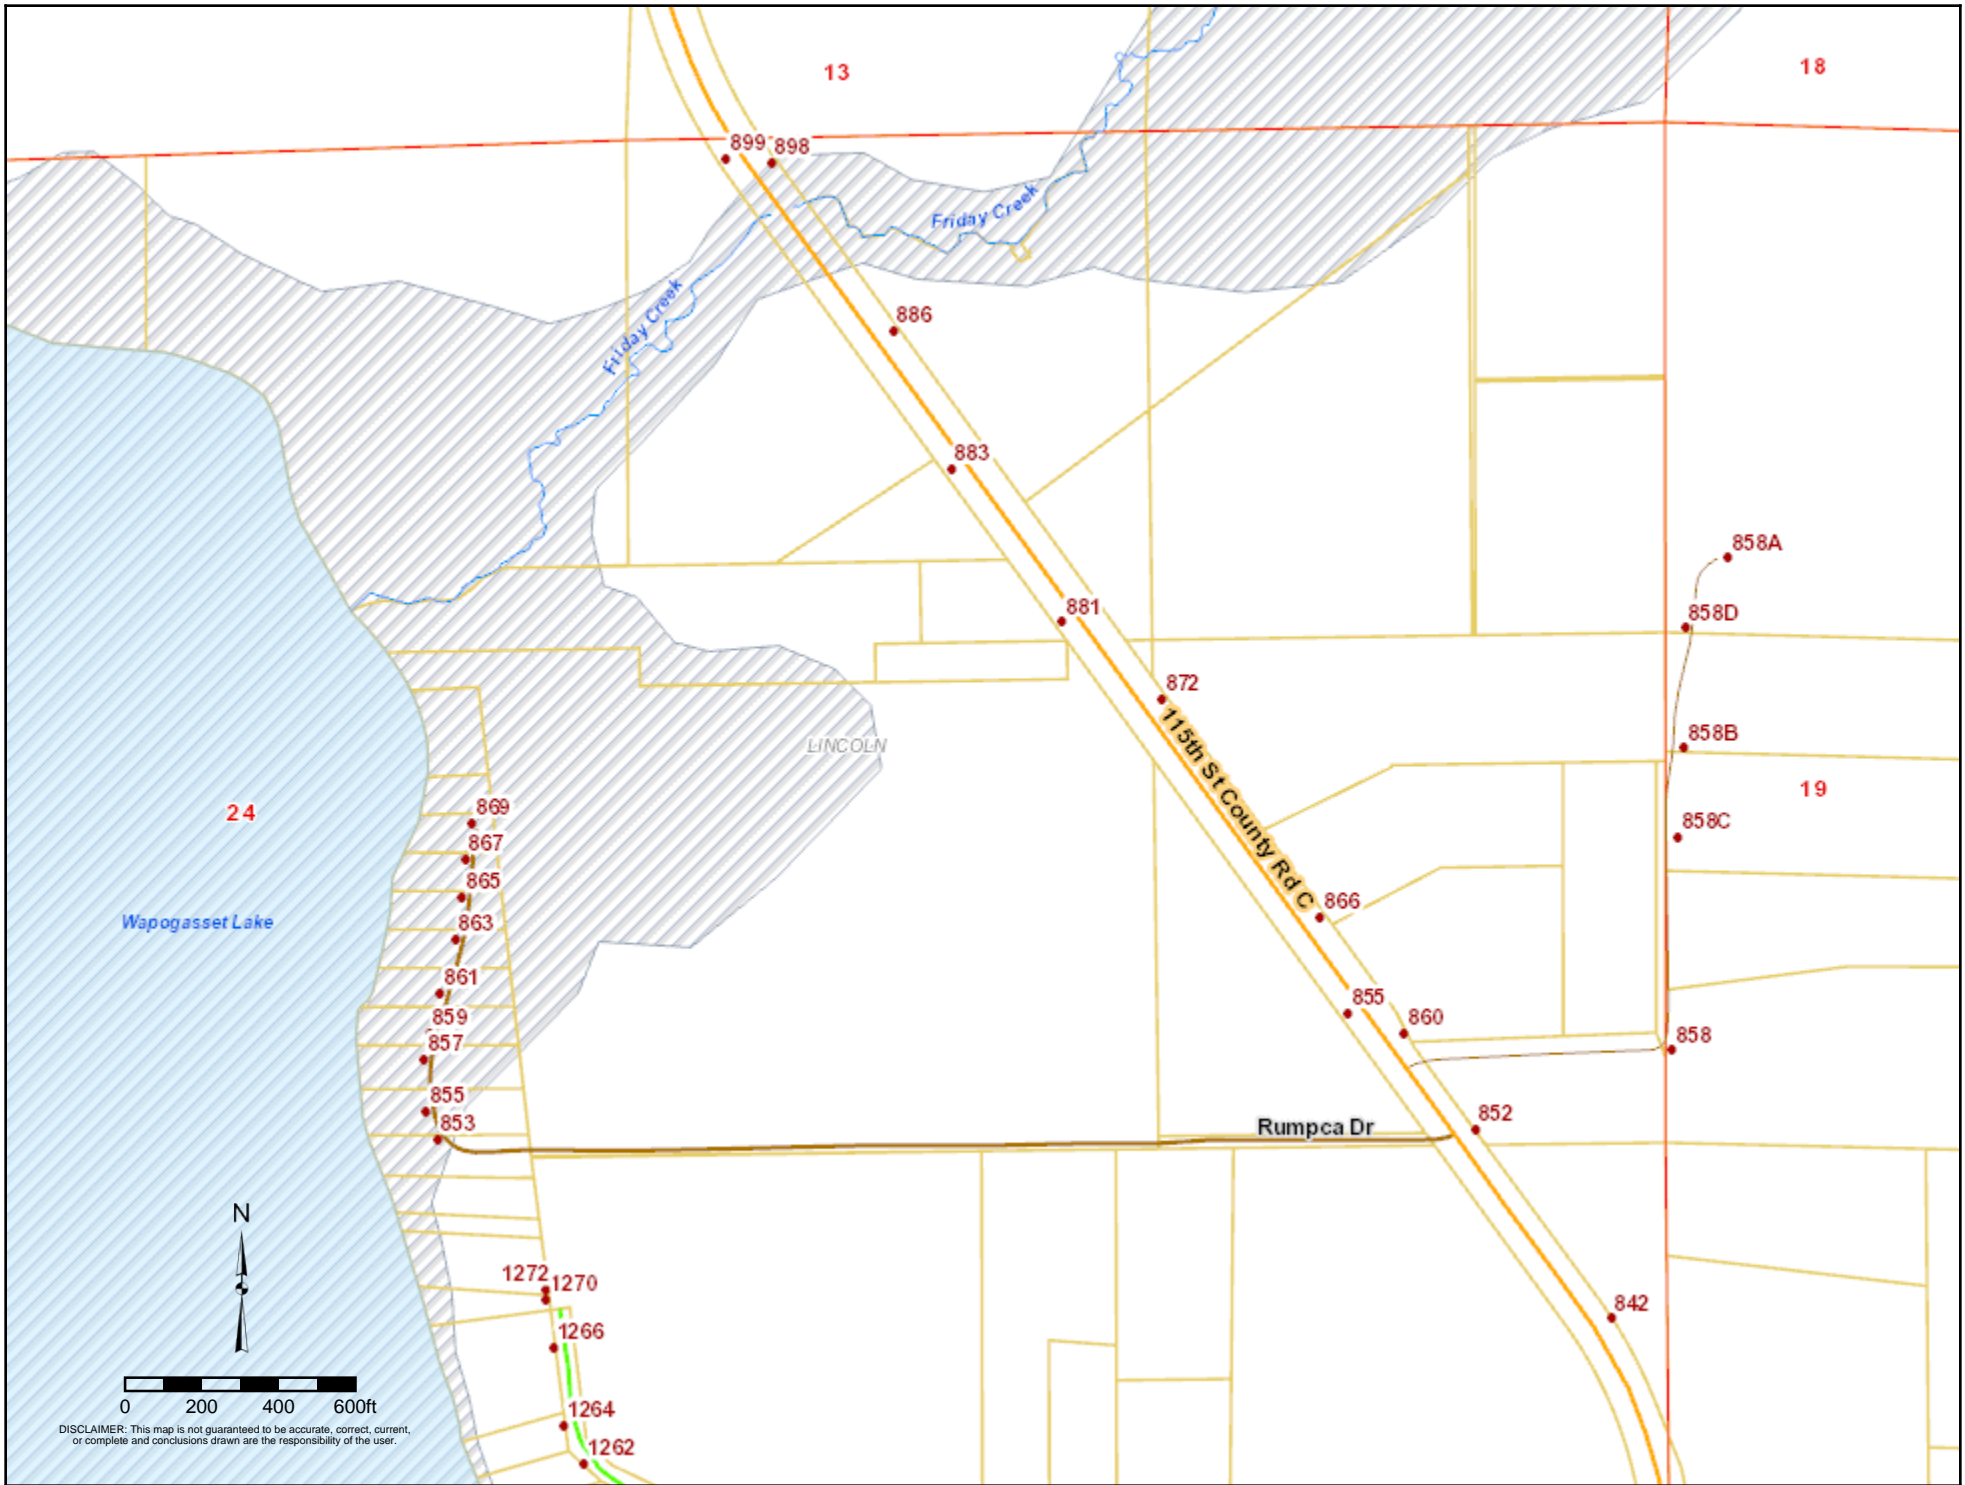 13
18
899
898
Friday Creek
Friday Creek
886
883
858A
881
858D
872
858B
LINCOLN
115th St County Rd C
19
24
869
858C
867
865
866
Wapogasset Lake
863
861
855
859
860
858
857
855
852
853
Rumpca Dr
N
1272
1270
842
1266
1264
1262
0 200 400 600ft
DISCLAIMER: This map is not guaranteed to be accurate, correct, current,
or complete and conclusions drawn are the responsibility of the user.